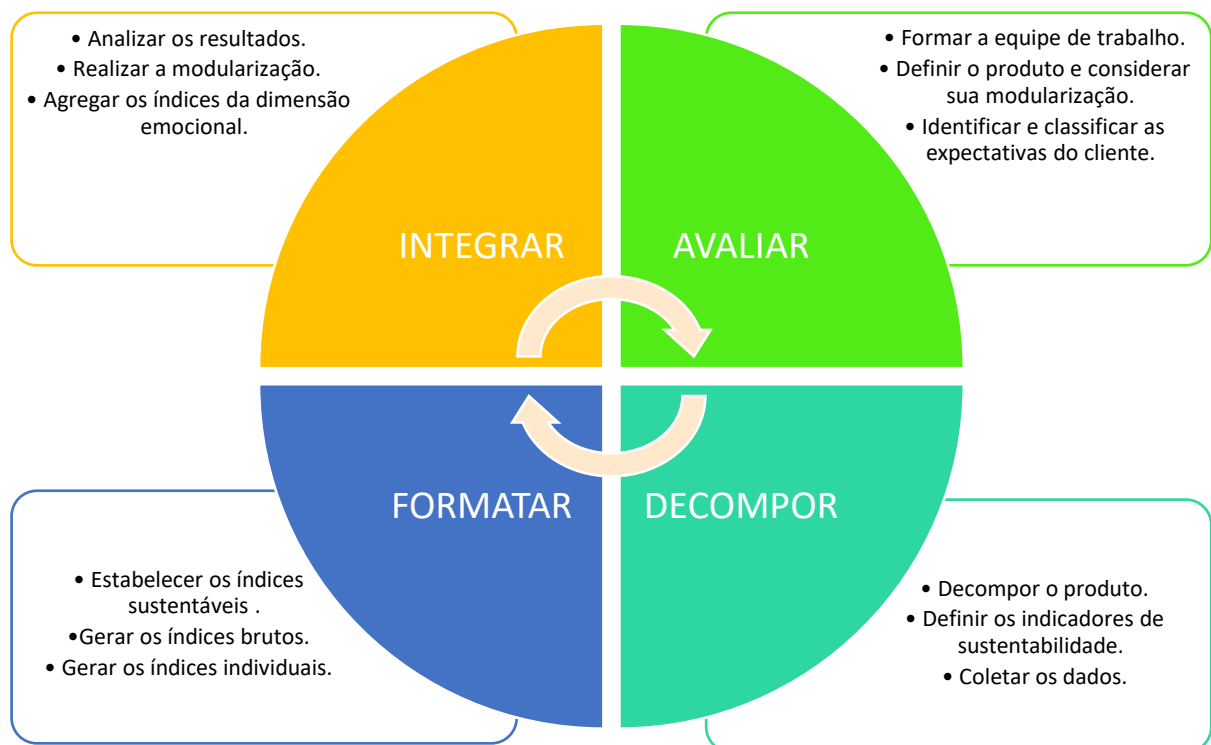 • Analizar os resultados.
• Realizar a modularização.
• Agregar os índices da dimensão
emocional.
• Formar a equipe de trabalho.
• Definir o produto e considerar
sua modularização.
• Identificar e classificar as
expectativas do cliente.
INTEGRAR
AVALIAR
FORMATAR
DECOMPOR
• Estabelecer os índices
sustentáveis .
•Gerar os índices brutos.
• Gerar os índices individuais.
• Decompor o produto.
• Definir os indicadores de
sustentabilidade.
• Coletar os dados.